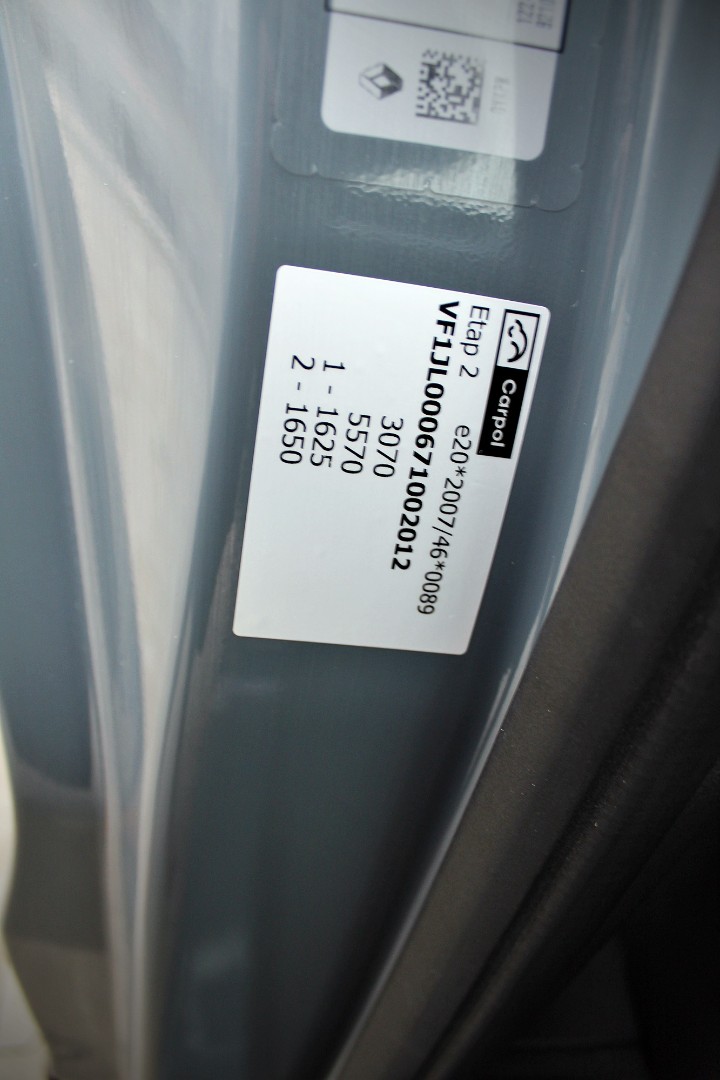 Carpol
Etap 2 e20*2007/46*0089
VF1JL000671002012
3070
5570
1 - 1625
2 - 1650